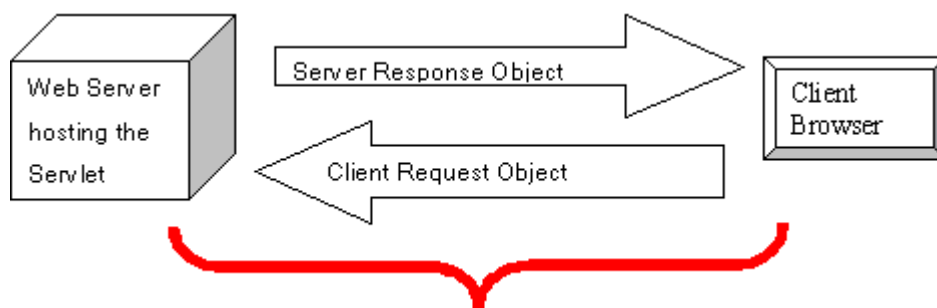 Web Server
hosting the
Servlet
Server Response Object
Client Request Object
Client
Browser